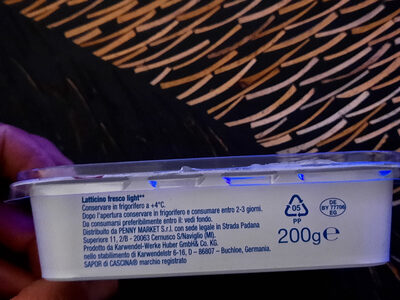 Latticino fresco light**
Conservare in frigorifero a +4°C.
Dopo l'apertura conservare in frigorifero e consumare entro 2-3 giorni.
Da consumarsi preferibilmente entro il: vedi fondo.
Distribuito da PENNY MARKET S.r.l. con sede legale in Strada Padana
Superiore 11, 2/B - 20063 Cernusco S/Naviglio (MI).
Prodotto da Karwendel-Werke Huber GmbH& Co. KG.
nello stabilimento di Karwendelstr 6-16, D – 86807 – Buchloe, Germania.
SAPOR di CASCINA® marchio registrato
05
PP
DE
BY 77706
EG
200g℮